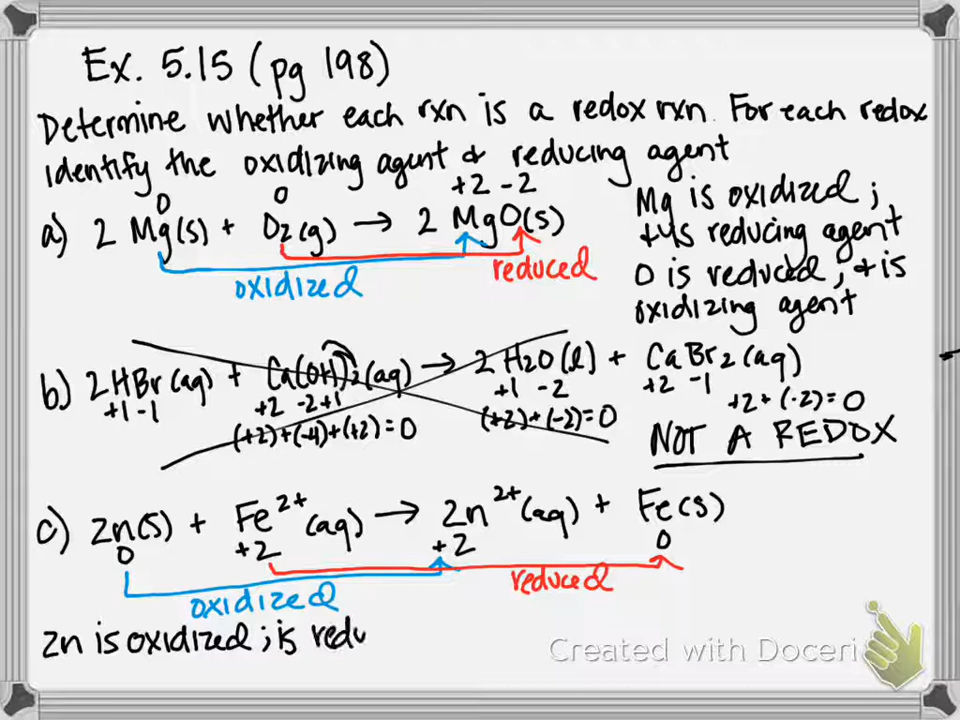 Ex. 5.15 (pg 198)
Determine whether each rxn is a redox rxn. For each redox
identify the oxidizing agent & reducing agent
0 0 +2 -2
a) 2 Mg(s) + O2(g) → 2 MgO(s)
oxidized
reduced
Mg is oxidized;
+ is reducing agent
O is reduced, + is
oxidizing agent
b) 2HBr(aq) + Ca(OH)2(aq) → 2 H2O(l) + CaBr2(aq)
+1 -1 +2 -2 +1 +1 -2 +2 -1
(+2)+(-4)+(+2)=0 (+2)+(-2)=0 +2+(-2)=0
NOT A REDOX
c) Zn(s) + Fe²⁺(aq) → Zn²⁺(aq) + Fe(s)
0 +2 +2 0
oxidized
reduced
Zn is oxidized; is redu
Created with Doceri